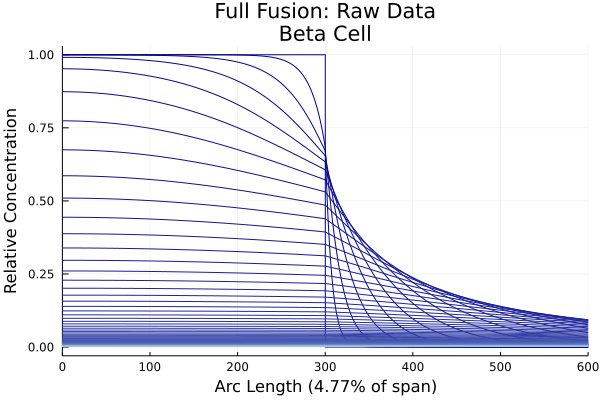 Full Fusion: Raw Data
Beta Cell
1.00
0.75
0.50
0.25
0.00
Relative Concentration
0 100 200 300 400 500 600
Arc Length (4.77% of span)